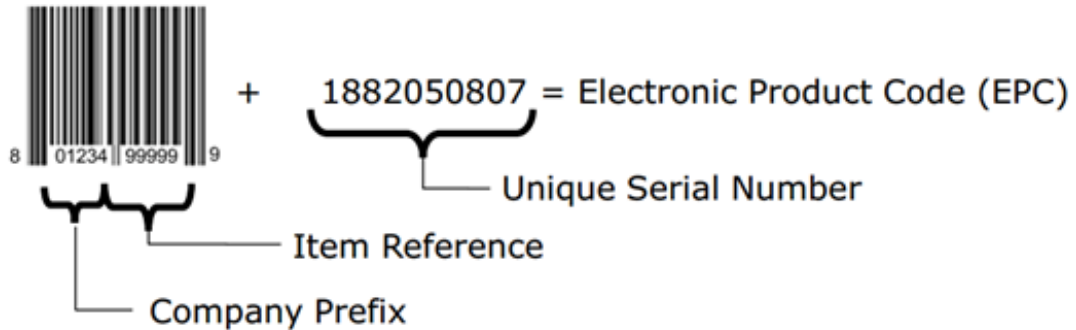 + 1882050807 = Electronic Product Code (EPC)
8 01234 99999 9
Unique Serial Number
Item Reference
Company Prefix